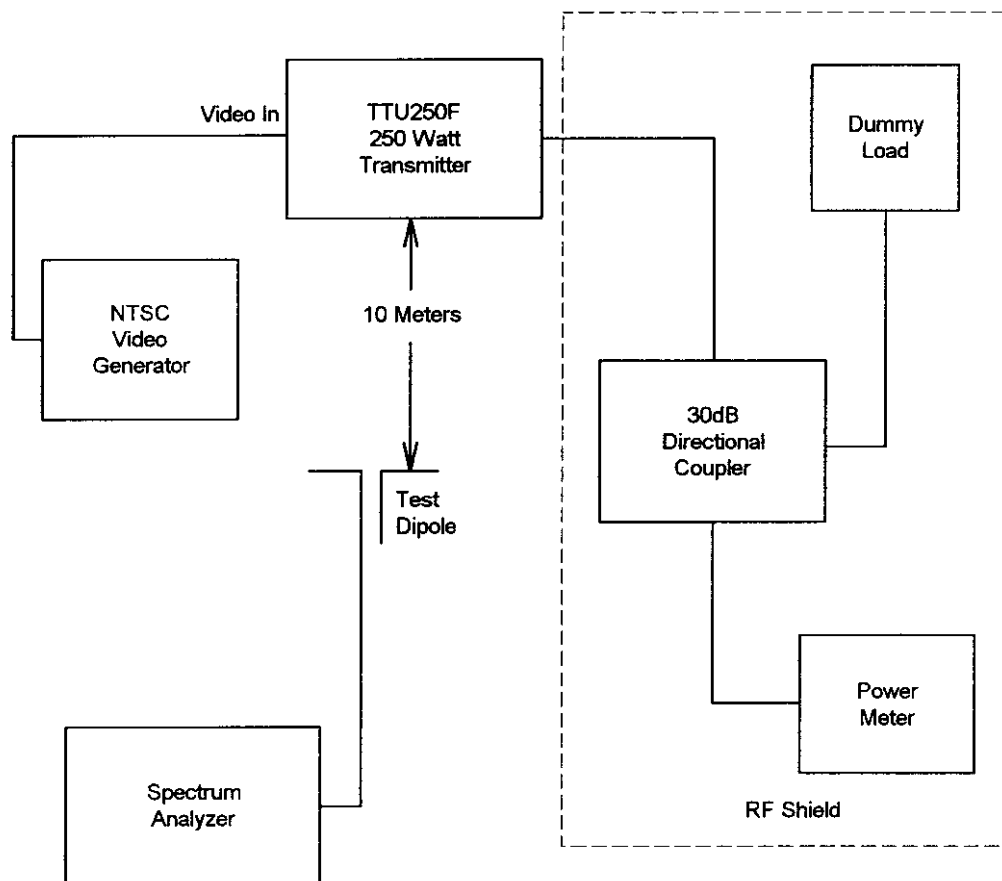 Video In
TTU250F
250 Watt
Transmitter
Dummy
Load
NTSC
Video
Generator
10 Meters
30dB
Directional
Coupler
Test
Dipole
Power
Meter
Spectrum
Analyzer
RF Shield